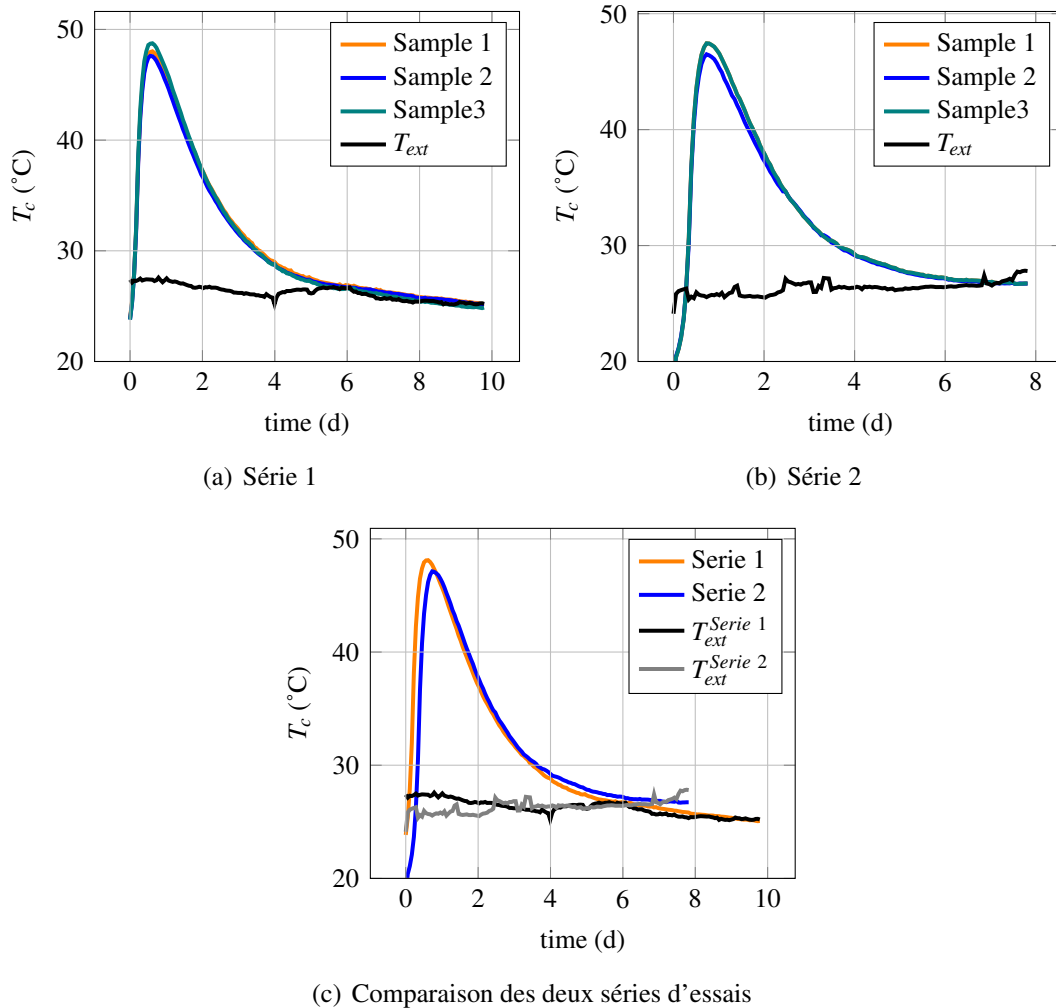 50
40
30
20
T_c (˚C)
0
2
4
6
8
10
time (d)
Sample 1
Sample 2
Sample3
T_ext
(a) Série 1
50
40
30
20
T_c (˚C)
0
2
4
6
8
time (d)
Sample 1
Sample 2
Sample3
T_ext
(b) Série 2
50
40
30
20
T_c (˚C)
0
2
4
6
8
10
time (d)
Serie 1
Serie 2
T_ext^Serie 1
T_ext^Serie 2
(c) Comparaison des deux séries d'essais